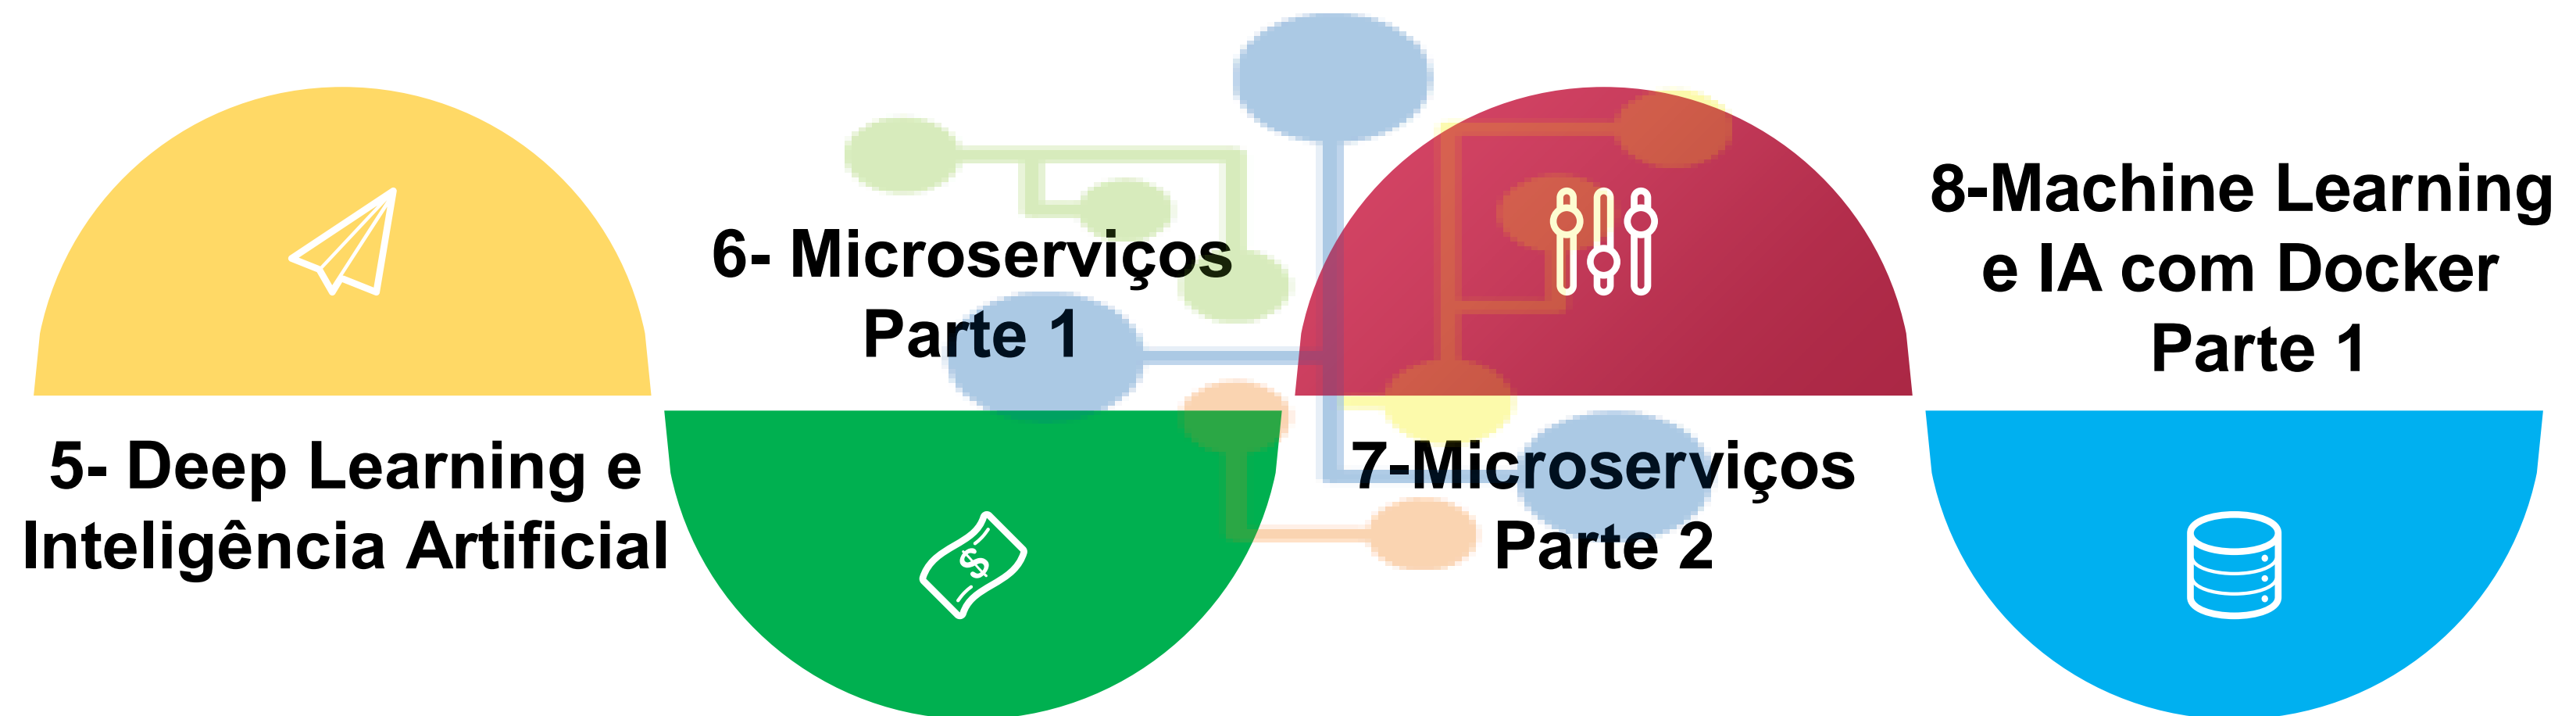 5- Deep Learning e
Inteligência Artificial
6- Microserviços
Parte 1
7-Microserviços
Parte 2
8-Machine Learning
e IA com Docker
Parte 1
$